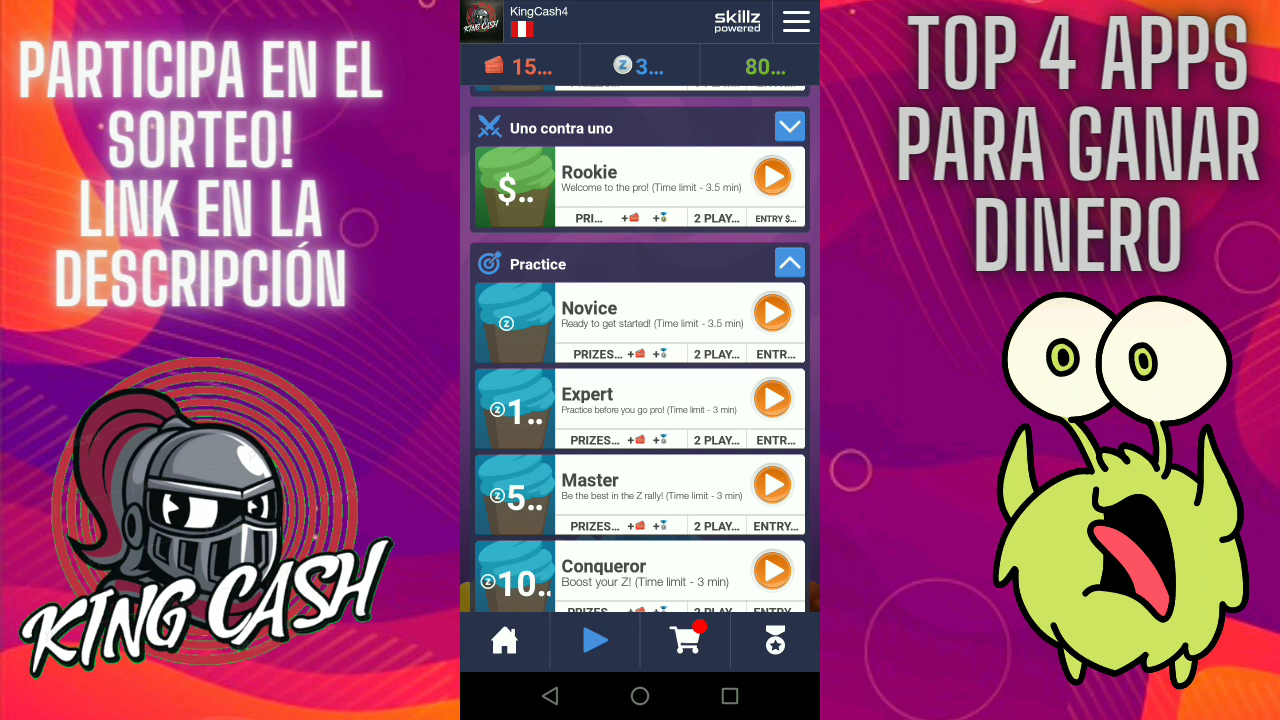 PARTICIPA EN EL
SORTEO!
LINK EN LA
DESCRIPCIÓN
KING CASH
KingCash4
skillz
powered
15...
Z 3...
80...
Uno contra uno
$..
Rookie
Welcome to the pro! (Time limit - 3.5 min)
PRI... + + 2 PLAY... ENTRY $...
Practice
Z
Novice
Ready to get started! (Time limit - 3.5 min)
PRIZES... + + 2 PLAY... ENTR...
Z 1..
Expert
Practice before you go pro! (Time limit - 3 min)
PRIZES... + + 2 PLAY... ENTR...
Z 5..
Master
Be the best in the Z rally! (Time limit - 3 min)
PRIZES... + + 2 PLAY... ENTRY...
Z 10..
Conqueror
Boost your Z! (Time limit - 3 min)
PRIZES... + + 2 PLAY... ENTRY...
TOP 4 APPS
PARA GANAR
DINERO